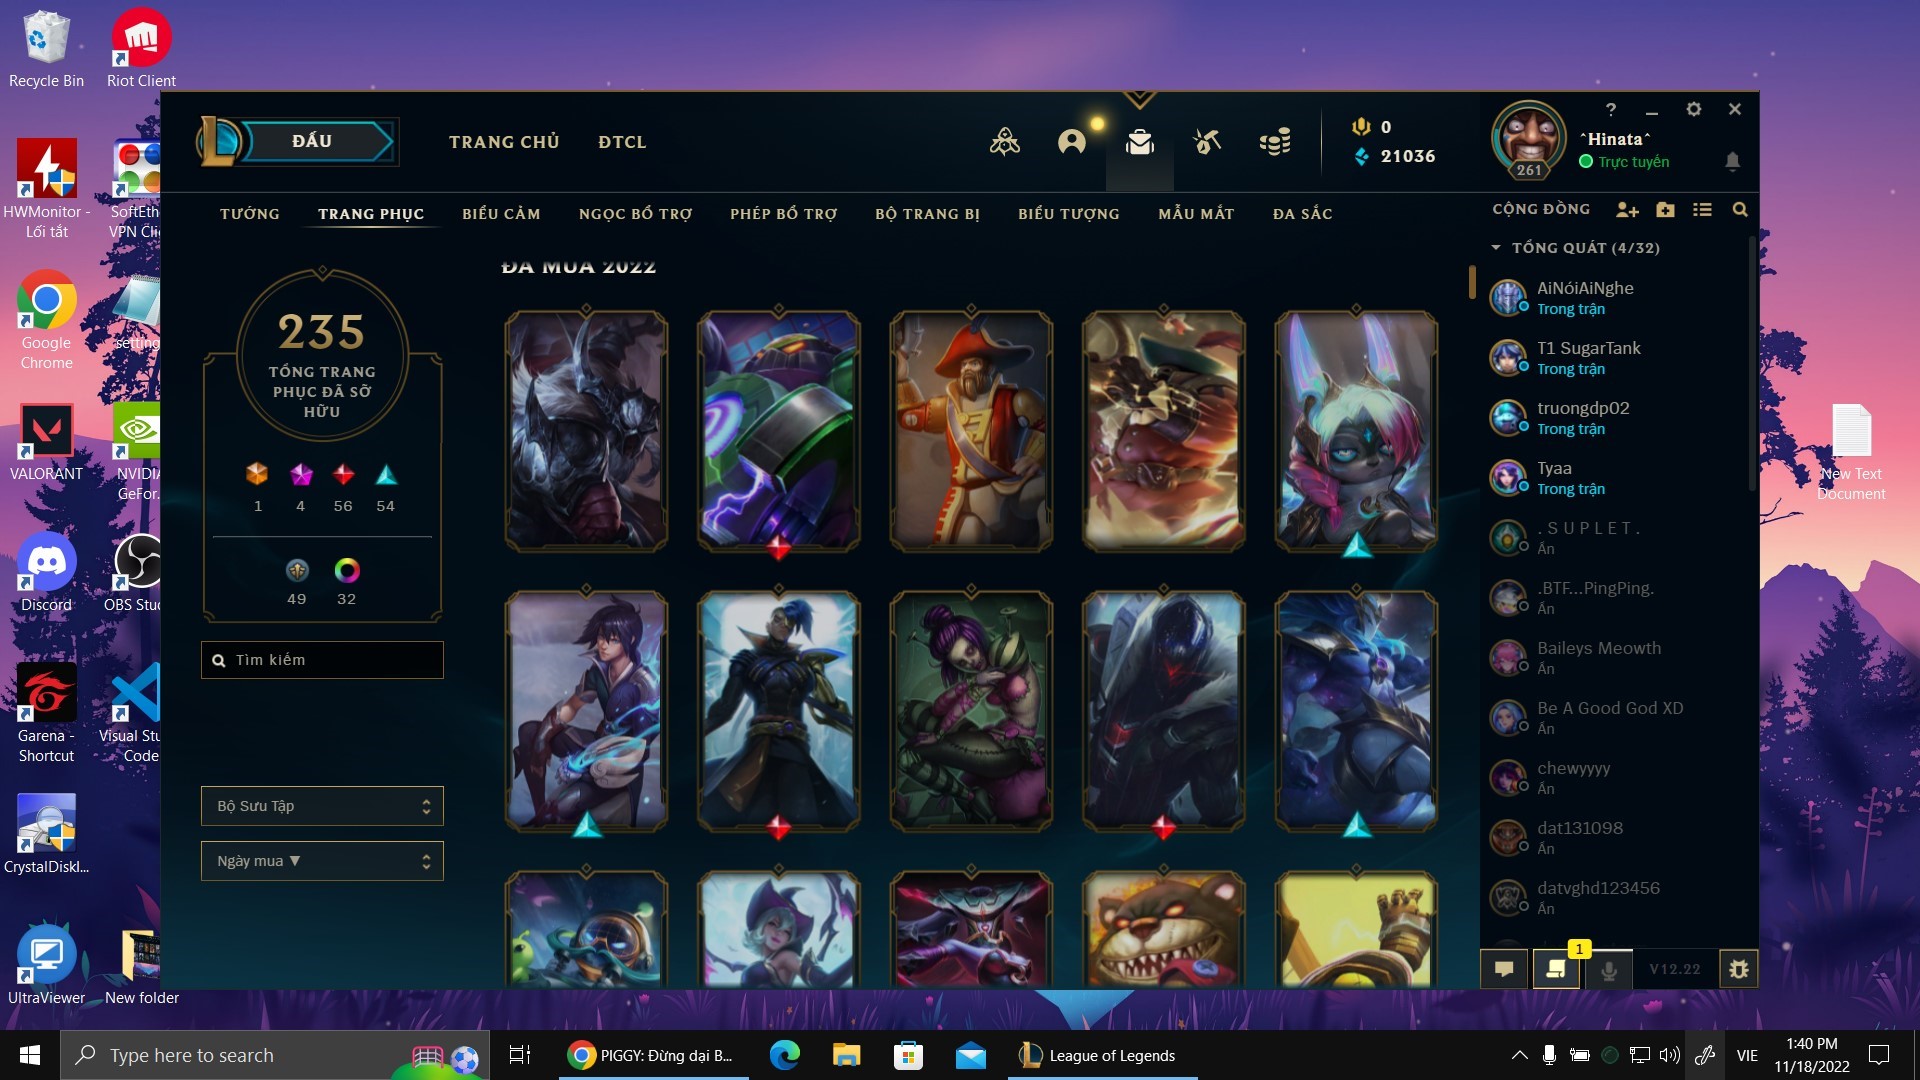 Recycle Bin
Riot Client
HWMonitor -
Lối tắt
SoftEth
VPN Cli
Google
Chrome
setting
VALORANT
NVIDIA
GeFor...
Discord
OBS Stu
Garena -
Shortcut
Visual Stu
Code
CrystalDiskI...
UltraViewer
New folder
New Text
Document
ĐẤU
TRANG CHỦ
ĐTCL
0
21036
261
?
^Hinata^
Trực tuyến
TƯỚNG
TRANG PHỤC
BIỂU CẢM
NGỌC BỔ TRỢ
PHÉP BỔ TRỢ
BỘ TRANG BỊ
BIỂU TƯỢNG
MẪU MẮT
ĐA SẮC
ĐÃ MUA 2022
235
TỔNG TRANG
PHỤC ĐÃ SỞ
HỮU
1
4
56
54
49
32
Tìm kiếm
Bộ Sưu Tập
Ngày mua ▼
CỘNG ĐỒNG
TỔNG QUÁT (4/32)
AiNóiAiNghe
Trong trận
T1 SugarTank
Trong trận
truongdp02
Trong trận
Tyaa
Trong trận
. S U P L E T .
Ẩn
.BTF...PingPing.
Ẩn
Baileys Meowth
Ẩn
Be A Good God XD
Ẩn
chewyyyy
Ẩn
dat131098
Ẩn
datvghd123456
Ẩn
1
V12.22
Type here to search
PIGGY: Đừng dại B...
League of Legends
VIE
1:40 PM
11/18/2022